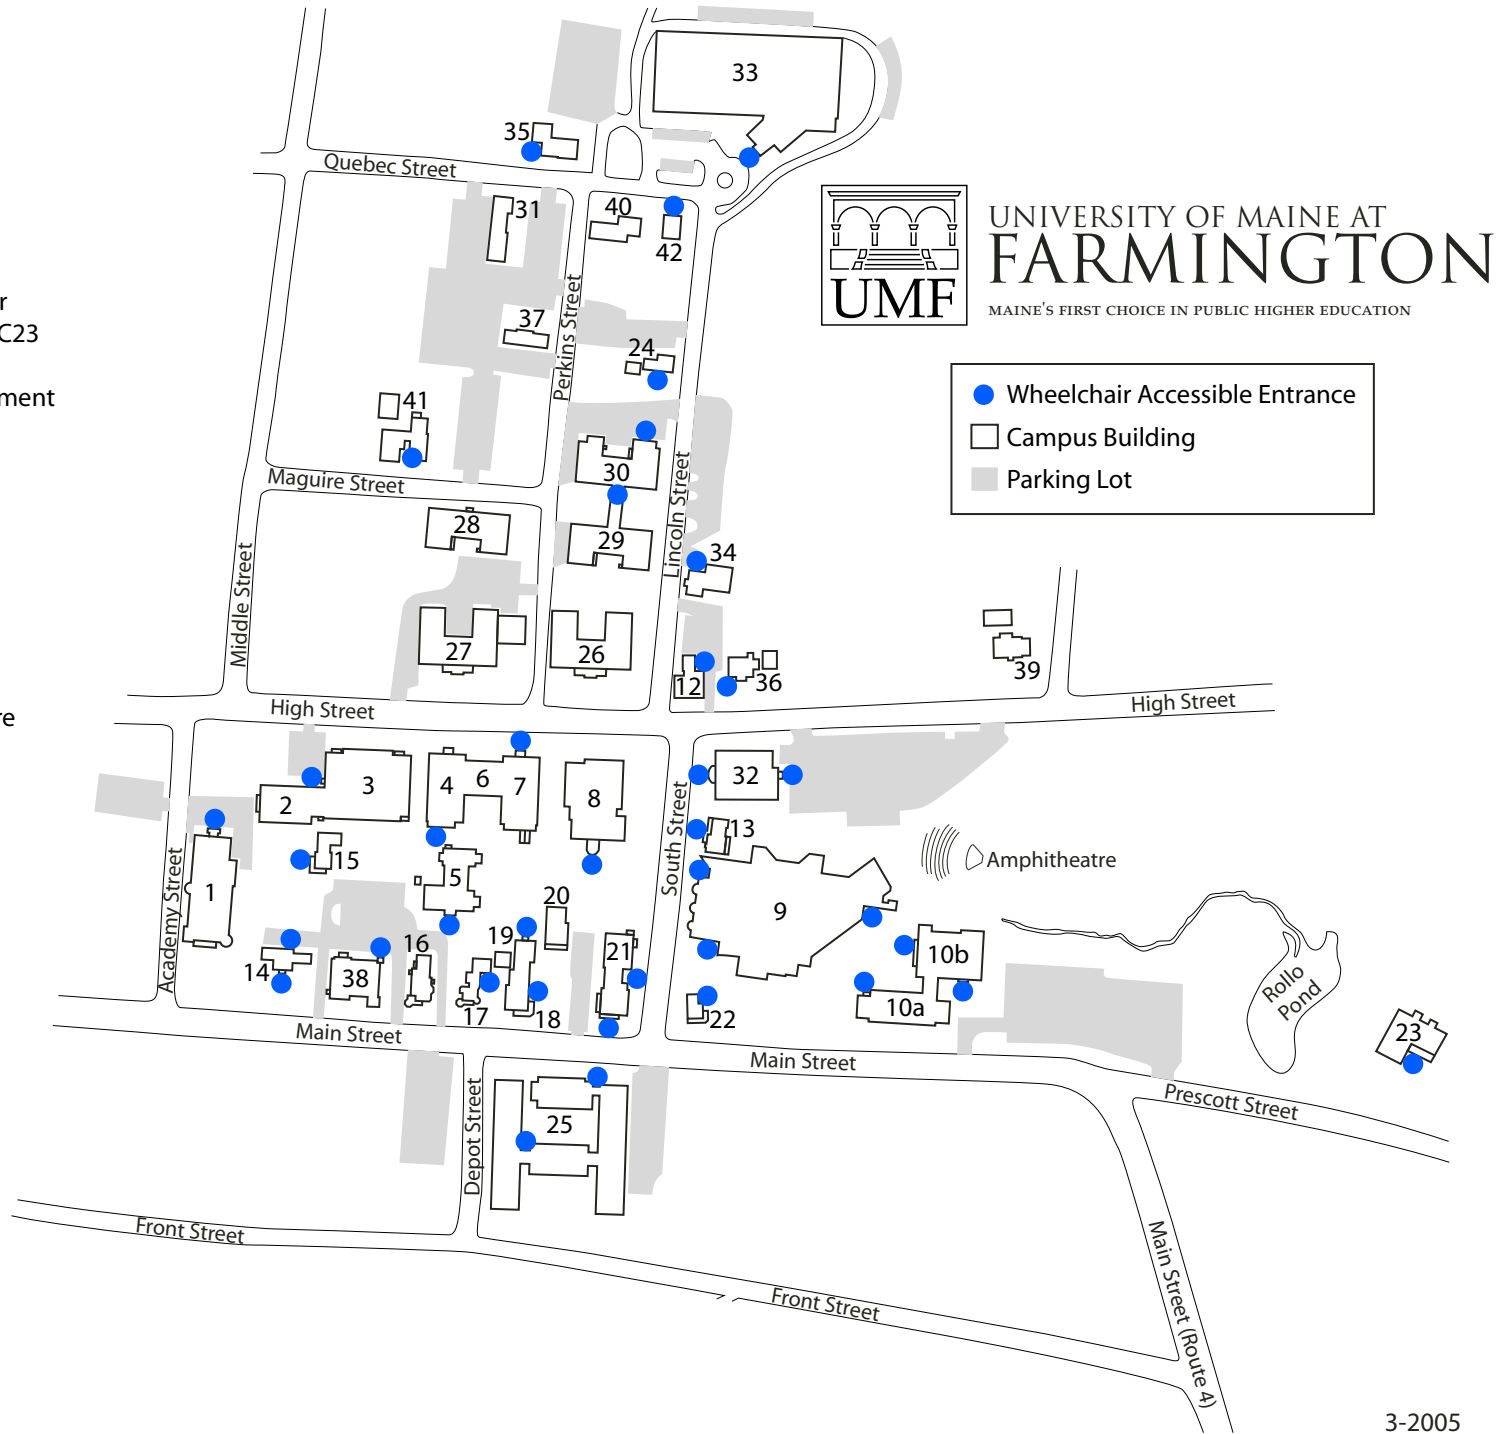 33
35
Quebec Street
31
40
42
UNIVERSITY OF MAINE AT
FARMINGTON
UMF
MAINE'S FIRST CHOICE IN PUBLIC HIGHER EDUCATION
r
C23
ment
re
37
Perkins Street
24
Wheelchair Accessible Entrance
Campus Building
Parking Lot
41
30
Maguire Street
Lincoln Street
28
29
34
Middle Street
27
26
12
36
39
High Street
High Street
3
4
6
7
8
2
32
South Street
13
15
Amphitheatre
Academy Street
1
5
20
9
19
16
21
10b
14
38
17
18
22
10a
Rollo
Pond
23
Main Street
Main Street
Prescott Street
Depot Street
25
Front Street
Front Street
Main Street (Route 4)
3-2005